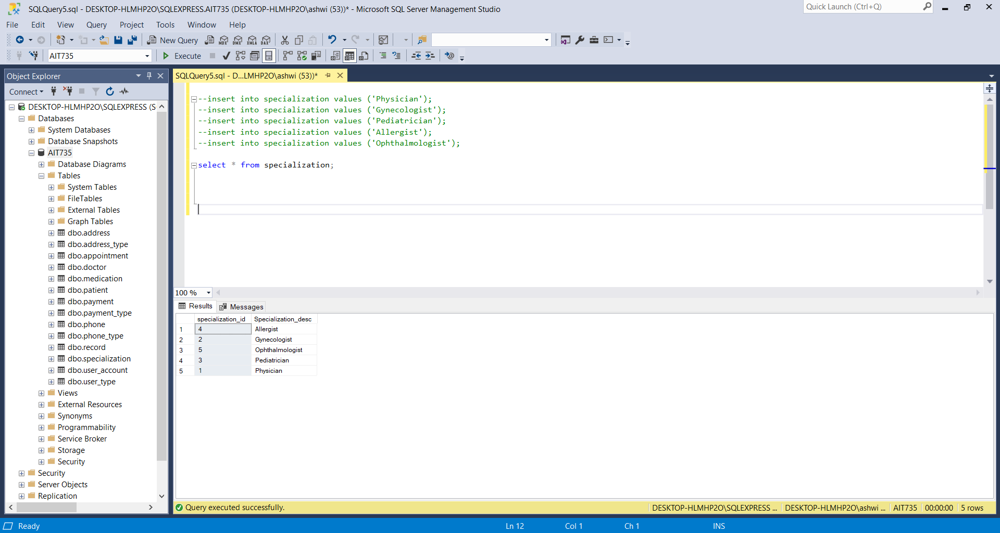 SQLQuery5.sql - DESKTOP-HLMHP2O\SQLEXPRESS.AIT735 (DESKTOP-HLMHP2O\ashwi (53))* - Microsoft SQL Server Management Studio
Quick Launch (Ctrl+Q)
File Edit View Query Project Tools Window Help
New Query MDX DMX XMLA DAX
AIT735 Execute
Object Explorer
Connect
DESKTOP-HLMHP2O\SQLEXPRESS (S
Databases
System Databases
Database Snapshots
AIT735
Database Diagrams
Tables
System Tables
FileTables
External Tables
Graph Tables
dbo.address
dbo.address_type
dbo.appointment
dbo.doctor
dbo.medication
dbo.patient
dbo.payment
dbo.payment_type
dbo.phone
dbo.phone_type
dbo.record
dbo.specialization
dbo.user_account
dbo.user_type
Views
External Resources
Synonyms
Programmability
Service Broker
Storage
Security
Security
Server Objects
Replication
SQLQuery5.sql - D...LMHP2O\ashwi (53))*
--insert into specialization values ('Physician');
--insert into specialization values ('Gynecologist');
--insert into specialization values ('Pediatrician');
--insert into specialization values ('Allergist');
--insert into specialization values ('Ophthalmologist');
select * from specialization;
100 %
Results Messages
specialization_id Specialization_desc
1 4 Allergist
2 2 Gynecologist
3 5 Ophthalmologist
4 3 Pediatrician
5 1 Physician
Query executed successfully. DESKTOP-HLMHP2O\SQLEXPRESS ... DESKTOP-HLMHP2O\ashwi ... AIT735 00:00:00 5 rows
Ready Ln 12 Col 1 Ch 1 INS